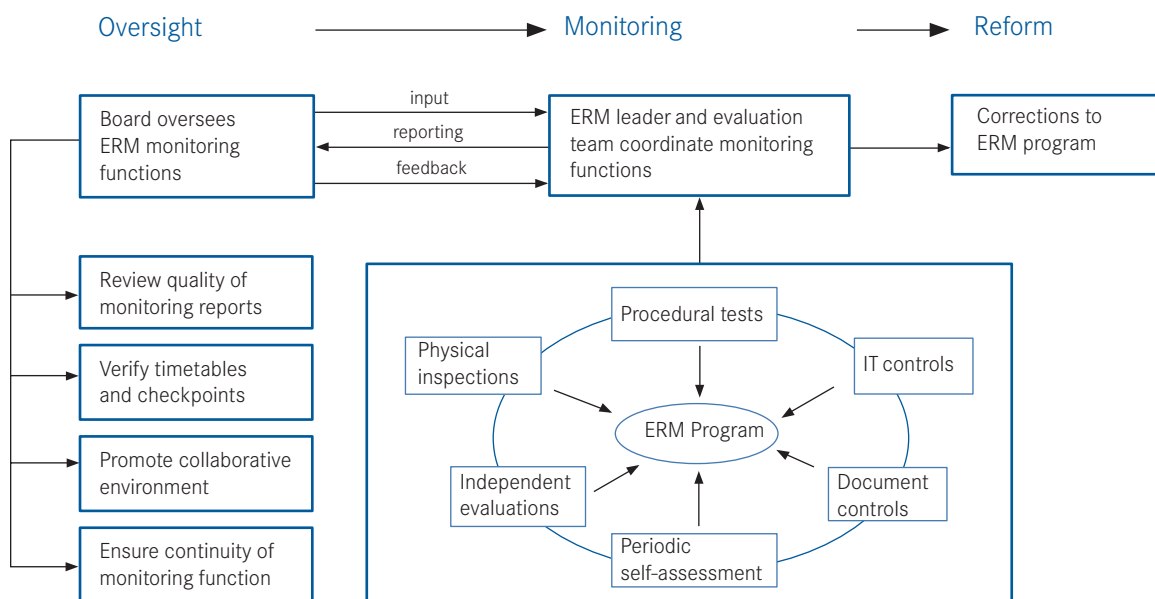 Oversight
Monitoring
Reform
Board oversees
ERM monitoring
functions
input
reporting
feedback
ERM leader and evaluation
team coordinate monitoring
functions
Corrections to
ERM program
Review quality of
monitoring reports
Verify timetables
and checkpoints
Promote collaborative
environment
Ensure continuity of
monitoring function
Procedural tests
Physical
inspections
IT controls
ERM Program
Independent
evaluations
Document
controls
Periodic
self-assessment